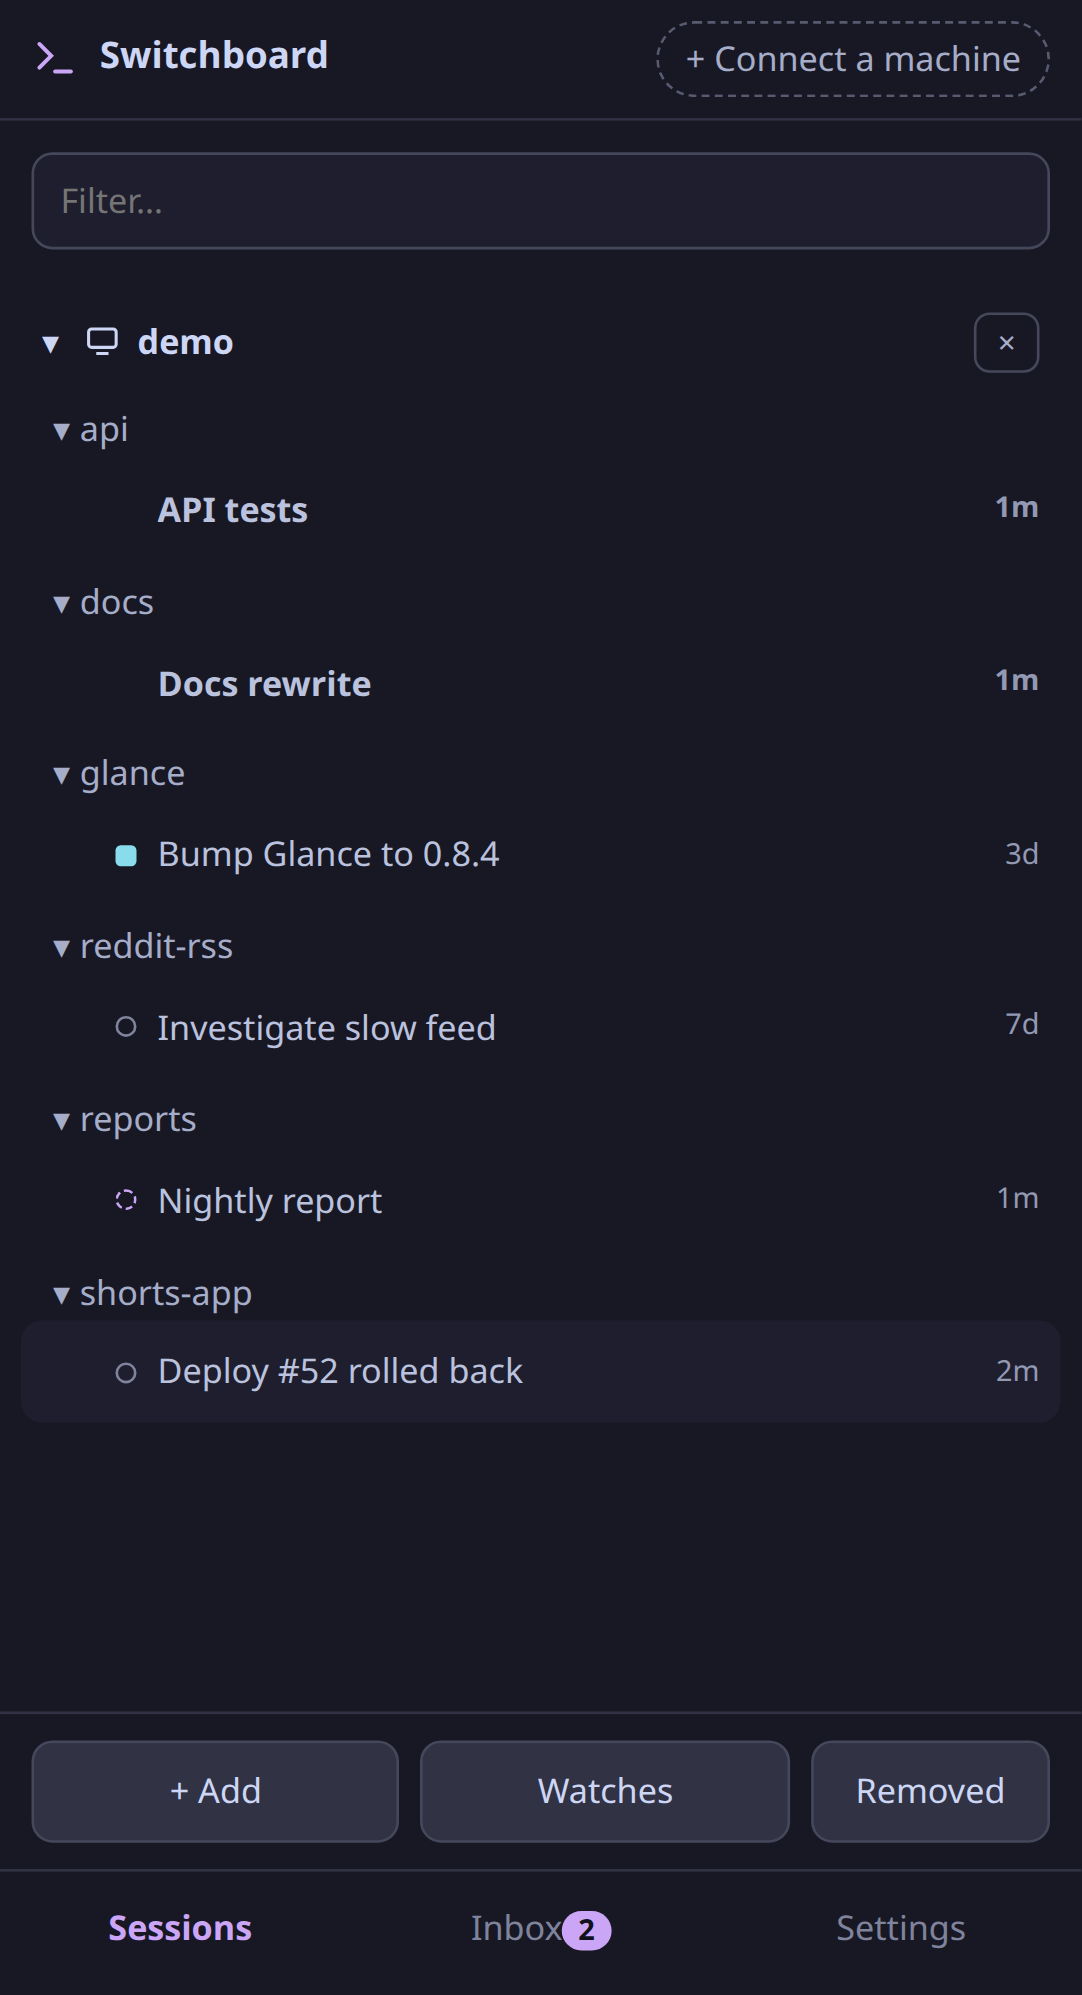 Switchboard
+ Connect a machine
Filter...
▼ demo
×
▼ api
API tests 1m
▼ docs
Docs rewrite 1m
▼ glance
Bump Glance to 0.8.4 3d
▼ reddit-rss
Investigate slow feed 7d
▼ reports
Nightly report 1m
▼ shorts-app
Deploy #52 rolled back 2m
+ Add Watches Removed
Sessions Inbox 2 Settings